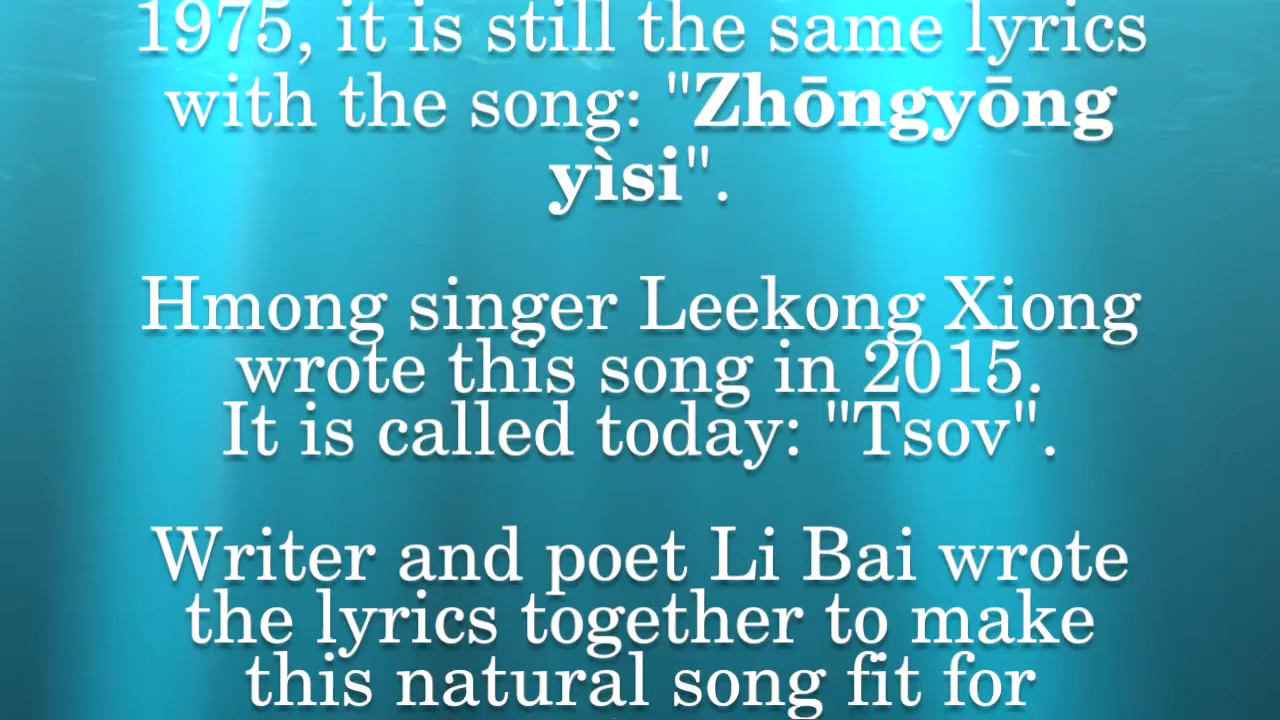 1975, it is still the same lyrics
with the song: "Zhōngyōng
yìsi".
Hmong singer Leekong Xiong
wrote this song in 2015.
It is called today: "Tsov".
Writer and poet Li Bai wrote
the lyrics together to make
this natural song fit for